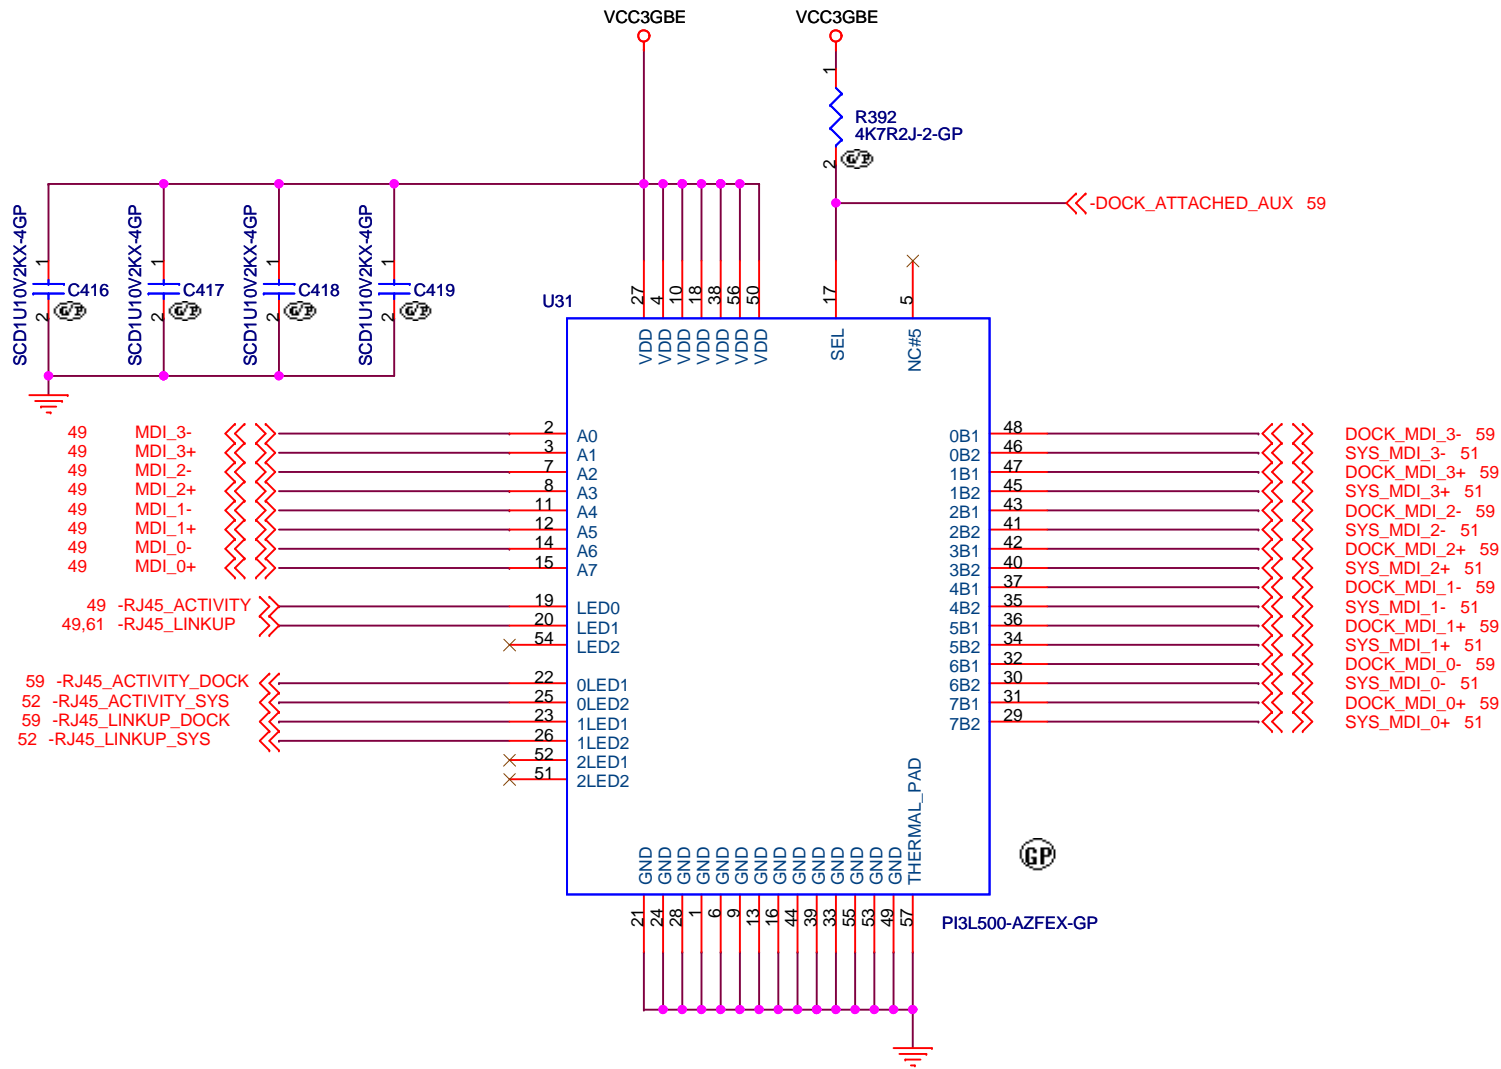 VCC3GBE
VCC3GBE
1
R392
4K7R2J-2-GP
2
G/P
-DOCK_ATTACHED_AUX 59
SCD1U10V2KX-4GP
1
C416
2
G/P
SCD1U10V2KX-4GP
1
C417
2
G/P
SCD1U10V2KX-4GP
1
C418
2
G/P
SCD1U10V2KX-4GP
1
C419
2
G/P
U31
27
4
10
18
38
56
50
17
5
VDD
VDD
VDD
VDD
VDD
VDD
VDD
SEL
NC#5
49 MDI_3- 2 A0
49 MDI_3+ 3 A1
49 MDI_2- 7 A2
49 MDI_2+ 8 A3
49 MDI_1- 11 A4
49 MDI_1+ 12 A5
49 MDI_0- 14 A6
49 MDI_0+ 15 A7
49 -RJ45_ACTIVITY 19 LED0
49,61 -RJ45_LINKUP 20 LED1
54 LED2
59 -RJ45_ACTIVITY_DOCK 22 0LED1
52 -RJ45_ACTIVITY_SYS 25 0LED2
59 -RJ45_LINKUP_DOCK 23 1LED1
52 -RJ45_LINKUP_SYS 26 1LED2
52 2LED1
51 2LED2
0B1 48 DOCK_MDI_3- 59
0B2 46 SYS_MDI_3- 51
1B1 47 DOCK_MDI_3+ 59
1B2 45 SYS_MDI_3+ 51
2B1 43 DOCK_MDI_2- 59
2B2 41 SYS_MDI_2- 51
3B1 42 DOCK_MDI_2+ 59
3B2 40 SYS_MDI_2+ 51
4B1 37 DOCK_MDI_1- 59
4B2 35 SYS_MDI_1- 51
5B1 36 DOCK_MDI_1+ 59
5B2 34 SYS_MDI_1+ 51
6B1 32 DOCK_MDI_0- 59
6B2 30 SYS_MDI_0- 51
7B1 31 DOCK_MDI_0+ 59
7B2 29 SYS_MDI_0+ 51
GND
GND
GND
GND
GND
GND
GND
GND
GND
GND
GND
GND
GND
GND
THERMAL_PAD
GP
21
24
28
1
6
9
13
16
44
39
33
55
53
49
57
PI3L500-AZFEX-GP